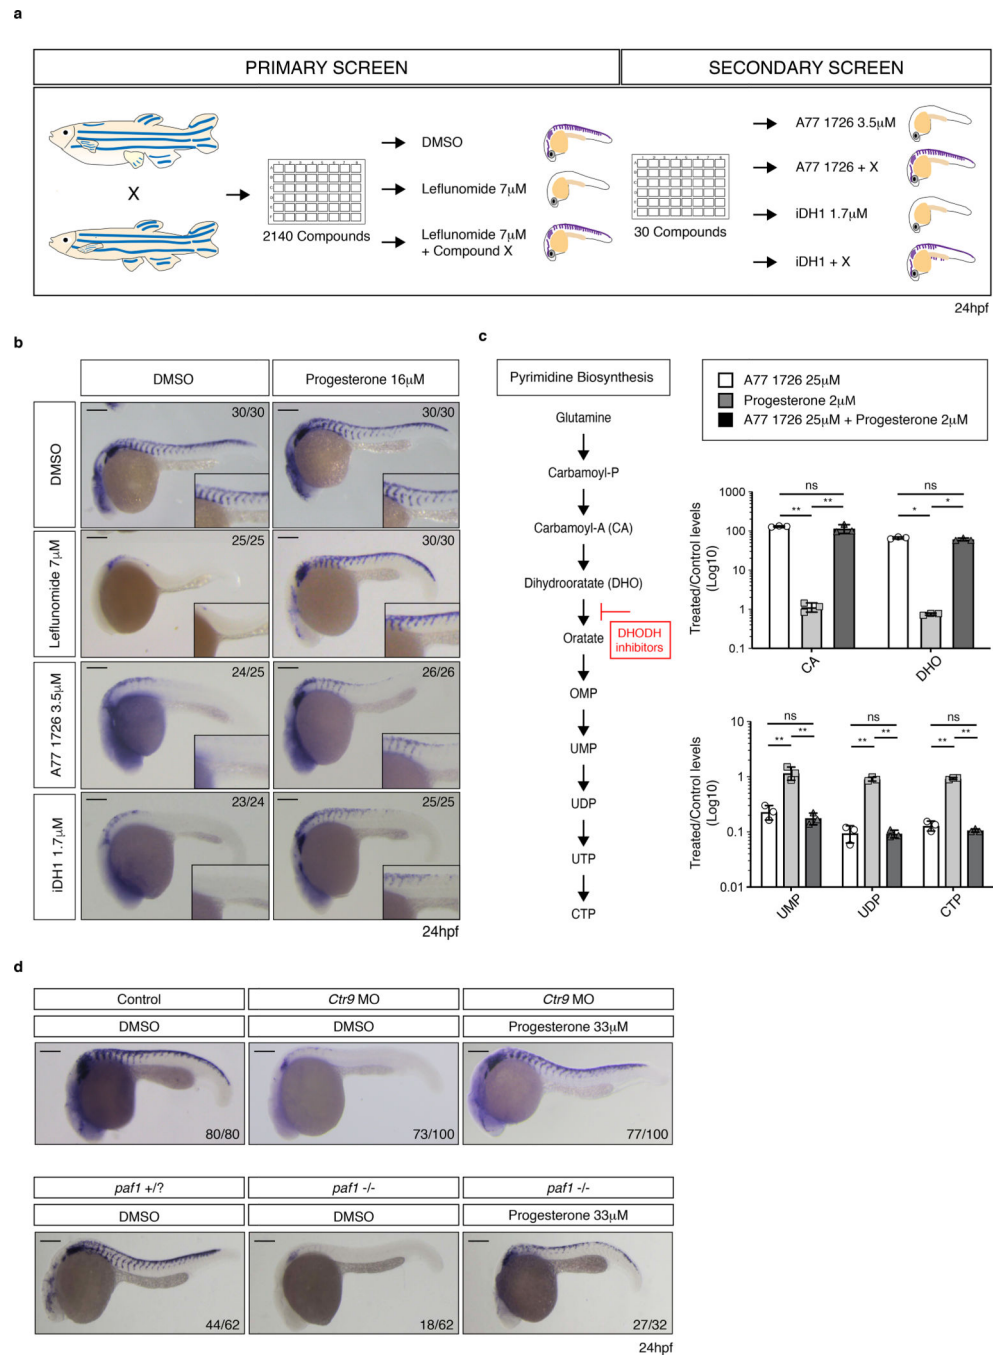 a
PRIMARY SCREEN
SECONDARY SCREEN
X
2140 Compounds
DMSO
Leflunomide 7µM
Leflunomide 7µM
+ Compound X
30 Compounds
A77 1726 3.5µM
A77 1726 + X
iDH1 1.7µM
iDH1 + X
24hpf
b
DMSO
Progesterone 16µM
DMSO
30/30
30/30
Leflunomide 7µM
25/25
30/30
A77 1726 3.5µM
24/25
26/26
iDH1 1.7µM
23/24
25/25
24hpf
c
Pyrimidine Biosynthesis
Glutamine
Carbamoyl-P
Carbamoyl-A (CA)
Dihydrooratate (DHO)
Oratate
DHODH
inhibitors
OMP
UMP
UDP
UTP
CTP
A77 1726 25µM
Progesterone 2µM
A77 1726 25µM + Progesterone 2µM
Treated/Control levels
(Log10)
1000
100
10
1
0.1
ns
** **
ns
* *
CA
DHO
Treated/Control levels
(Log10)
10
1
0.1
0.01
ns
** **
ns
** **
ns
** **
UMP
UDP
CTP
d
Control
Ctr9 MO
Ctr9 MO
DMSO
DMSO
Progesterone 33µM
80/80
73/100
77/100
paf1 +/?
paf1 -/-
paf1 -/-
DMSO
DMSO
Progesterone 33µM
44/62
18/62
27/32
24hpf